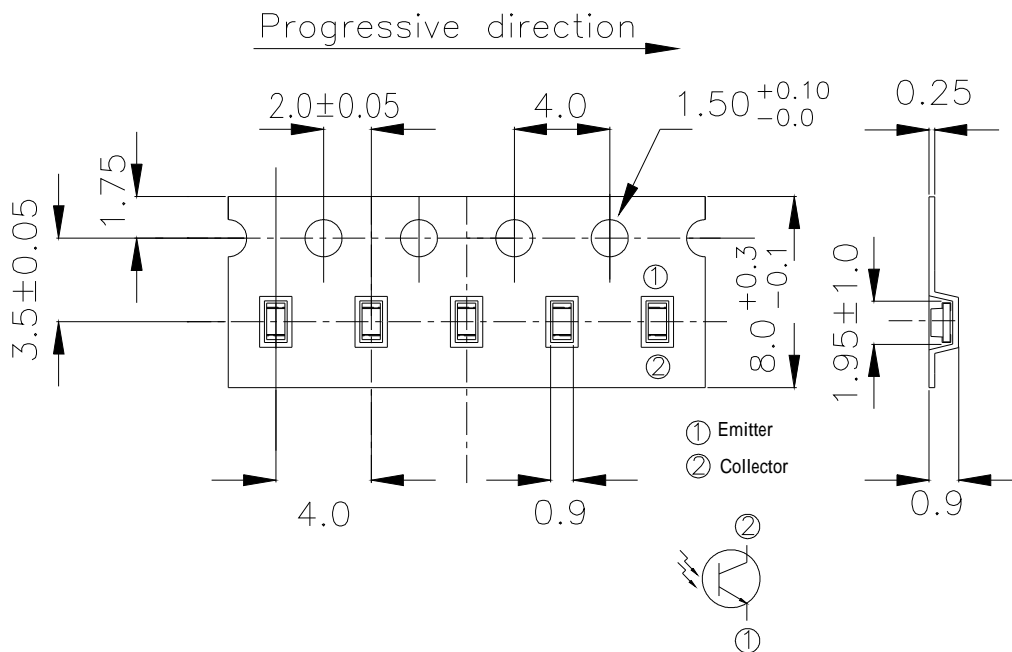 Progressive direction
2.0±0.05
4.0
1.50 +0.10 -0.0
0.25
1.75
3.5±0.05
①
②
8.0 +0.3 -0.1
1.95±1.0
① Emitter
② Collector
4.0
0.9
0.9
②
①